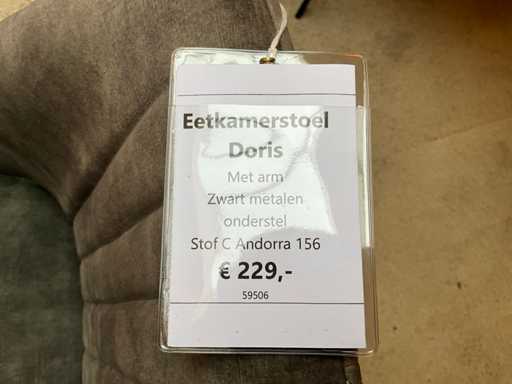 Eetkamerstoel
Doris
Met arm
Zwart metalen
onderstel
Stof C Andorra 156
€ 229,-
59506